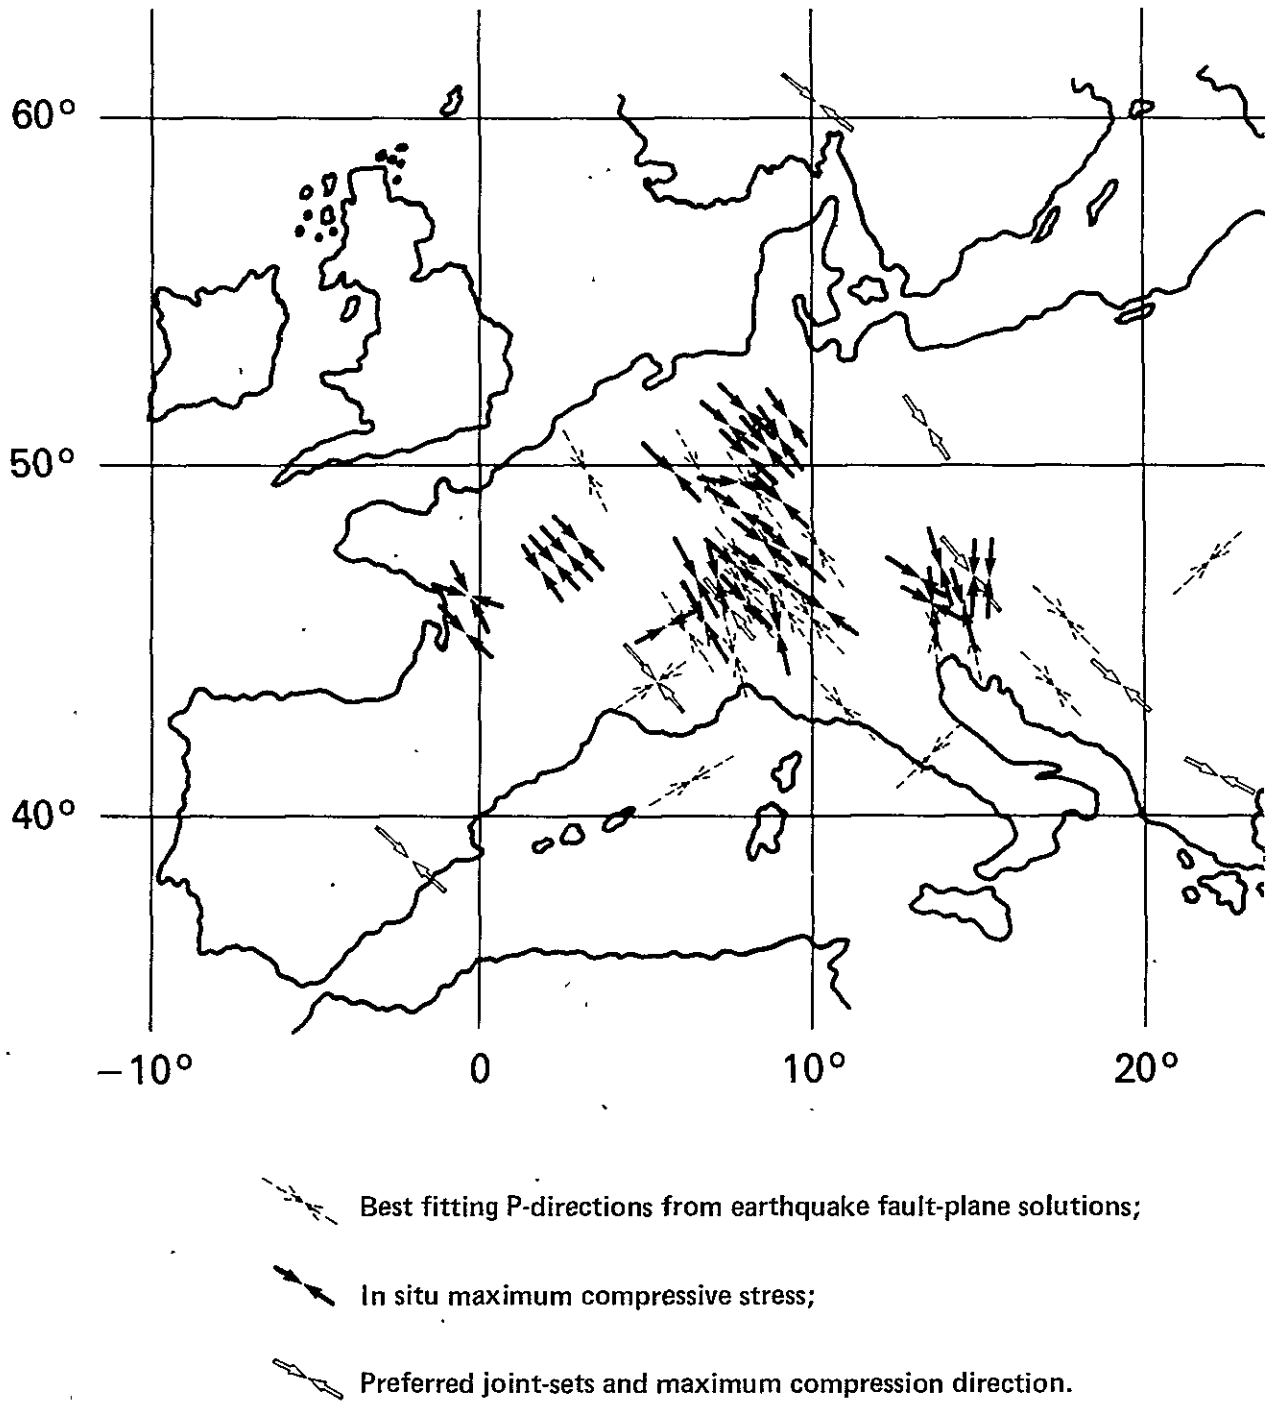 60°
50°
40°
–10° 0 10° 20°
Best fitting P-directions from earthquake fault-plane solutions;
In situ maximum compressive stress;
Preferred joint-sets and maximum compression direction.